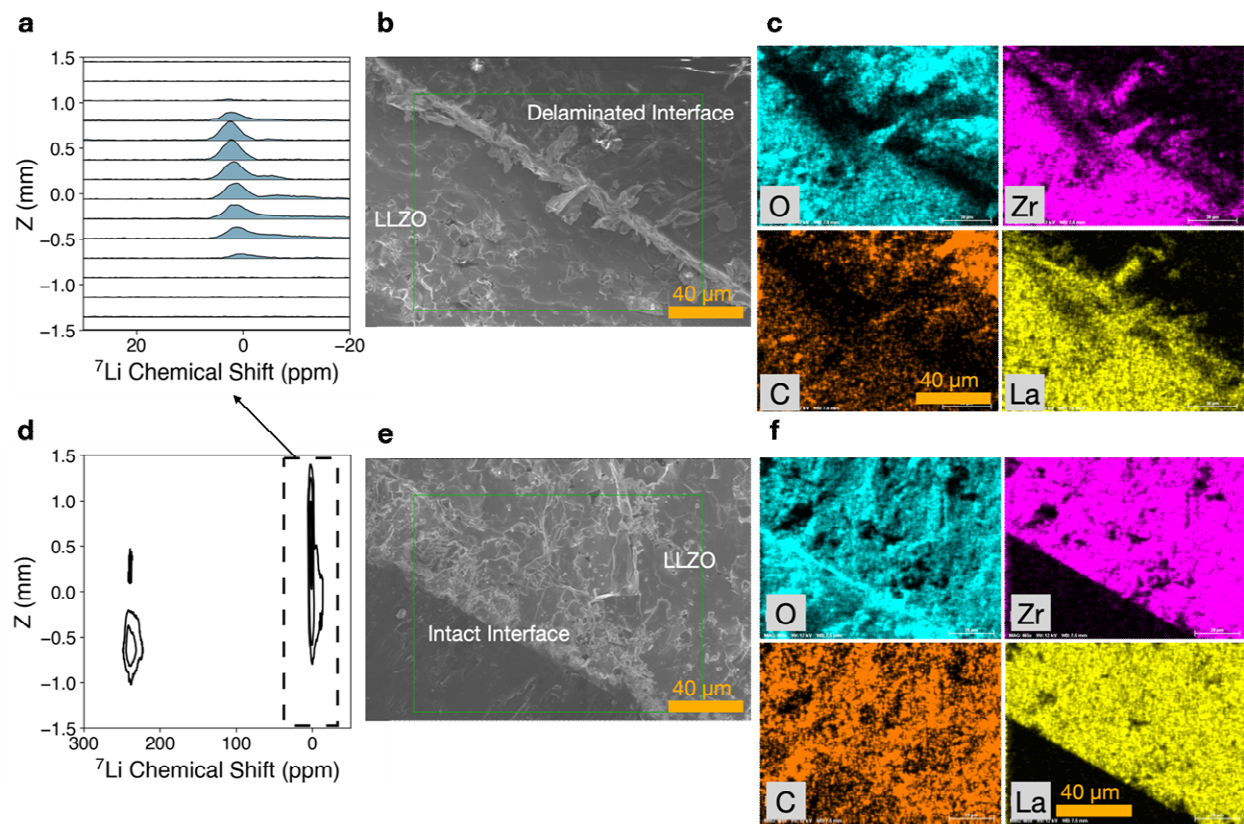 a
1.5
1.0
0.5
0.0
−0.5
−1.0
−1.5
Z (mm)
20 0 −20
⁷Li Chemical Shift (ppm)
b
Delaminated Interface
LLZO
40 µm
c
O
Zr
C
40 µm
La
d
1.5
1.0
0.5
0.0
−0.5
−1.0
−1.5
Z (mm)
300 200 100 0
⁷Li Chemical Shift (ppm)
e
LLZO
Intact Interface
40 µm
f
O
Zr
C
La
40 µm